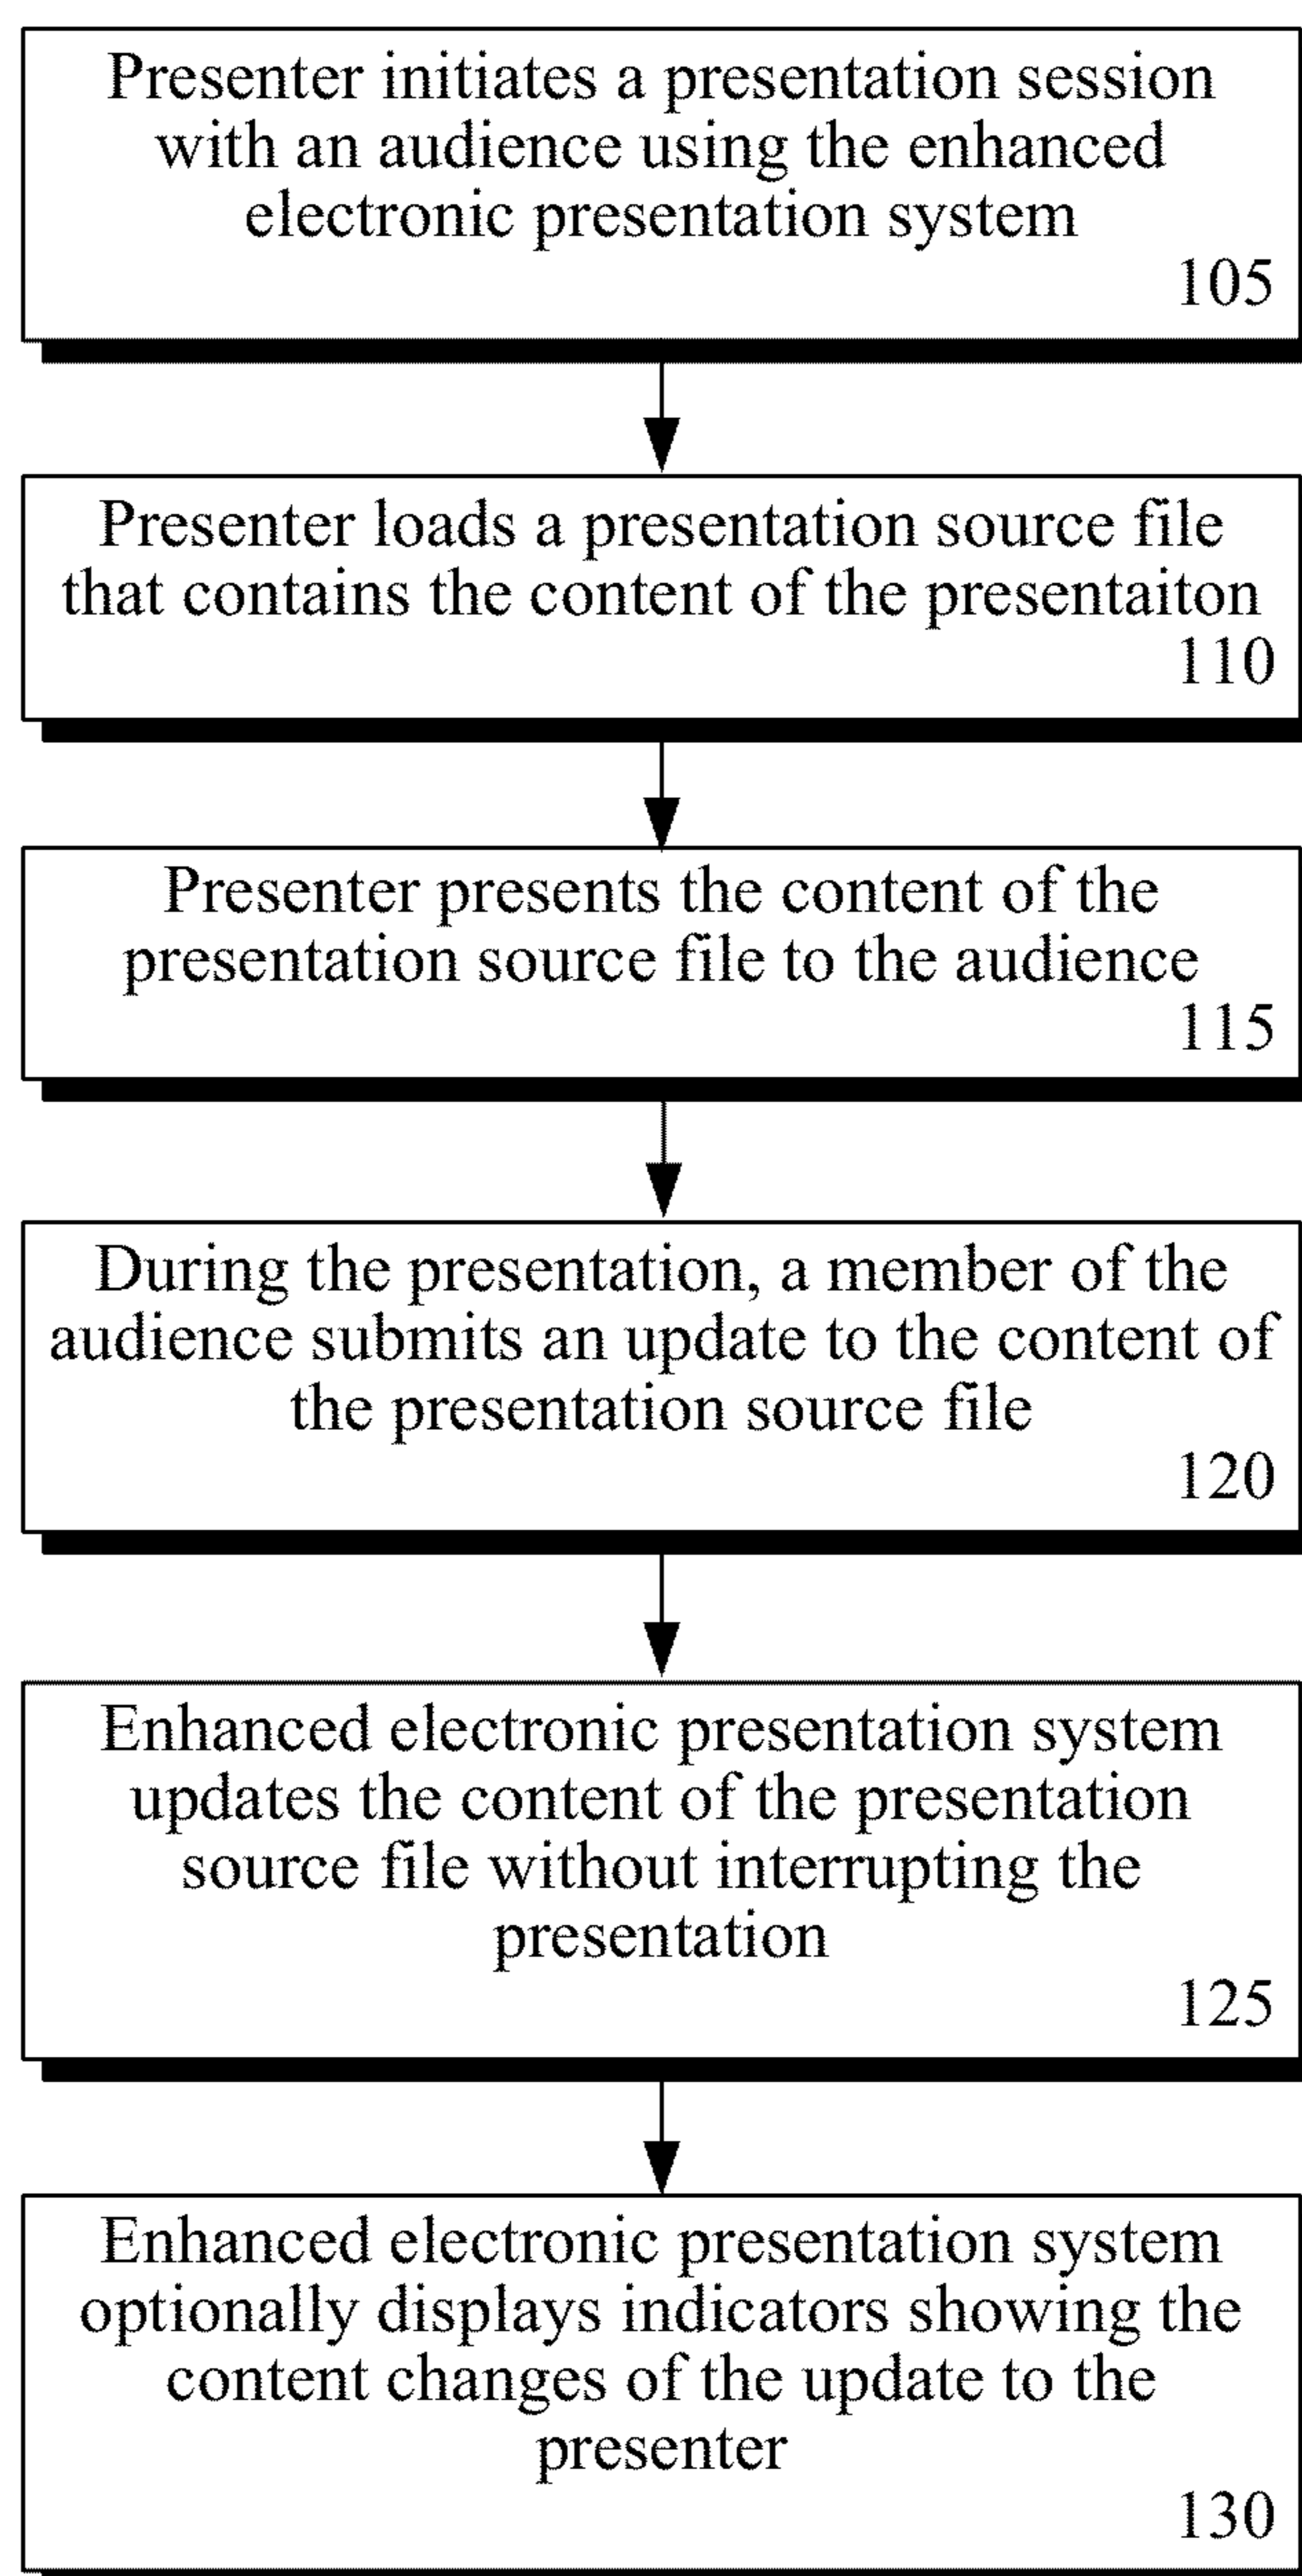 Presenter initiates a presentation session
with an audience using the enhanced
electronic presentation system
105
Presenter loads a presentation source file
that contains the content of the presentaiton
110
Presenter presents the content of the
presentation source file to the audience
115
During the presentation, a member of the
audience submits an update to the content of
the presentation source file
120
Enhanced electronic presentation system
updates the content of the presentation
source file without interrupting the
presentation
125
Enhanced electronic presentation system
optionally displays indicators showing the
content changes of the update to the
presenter
130